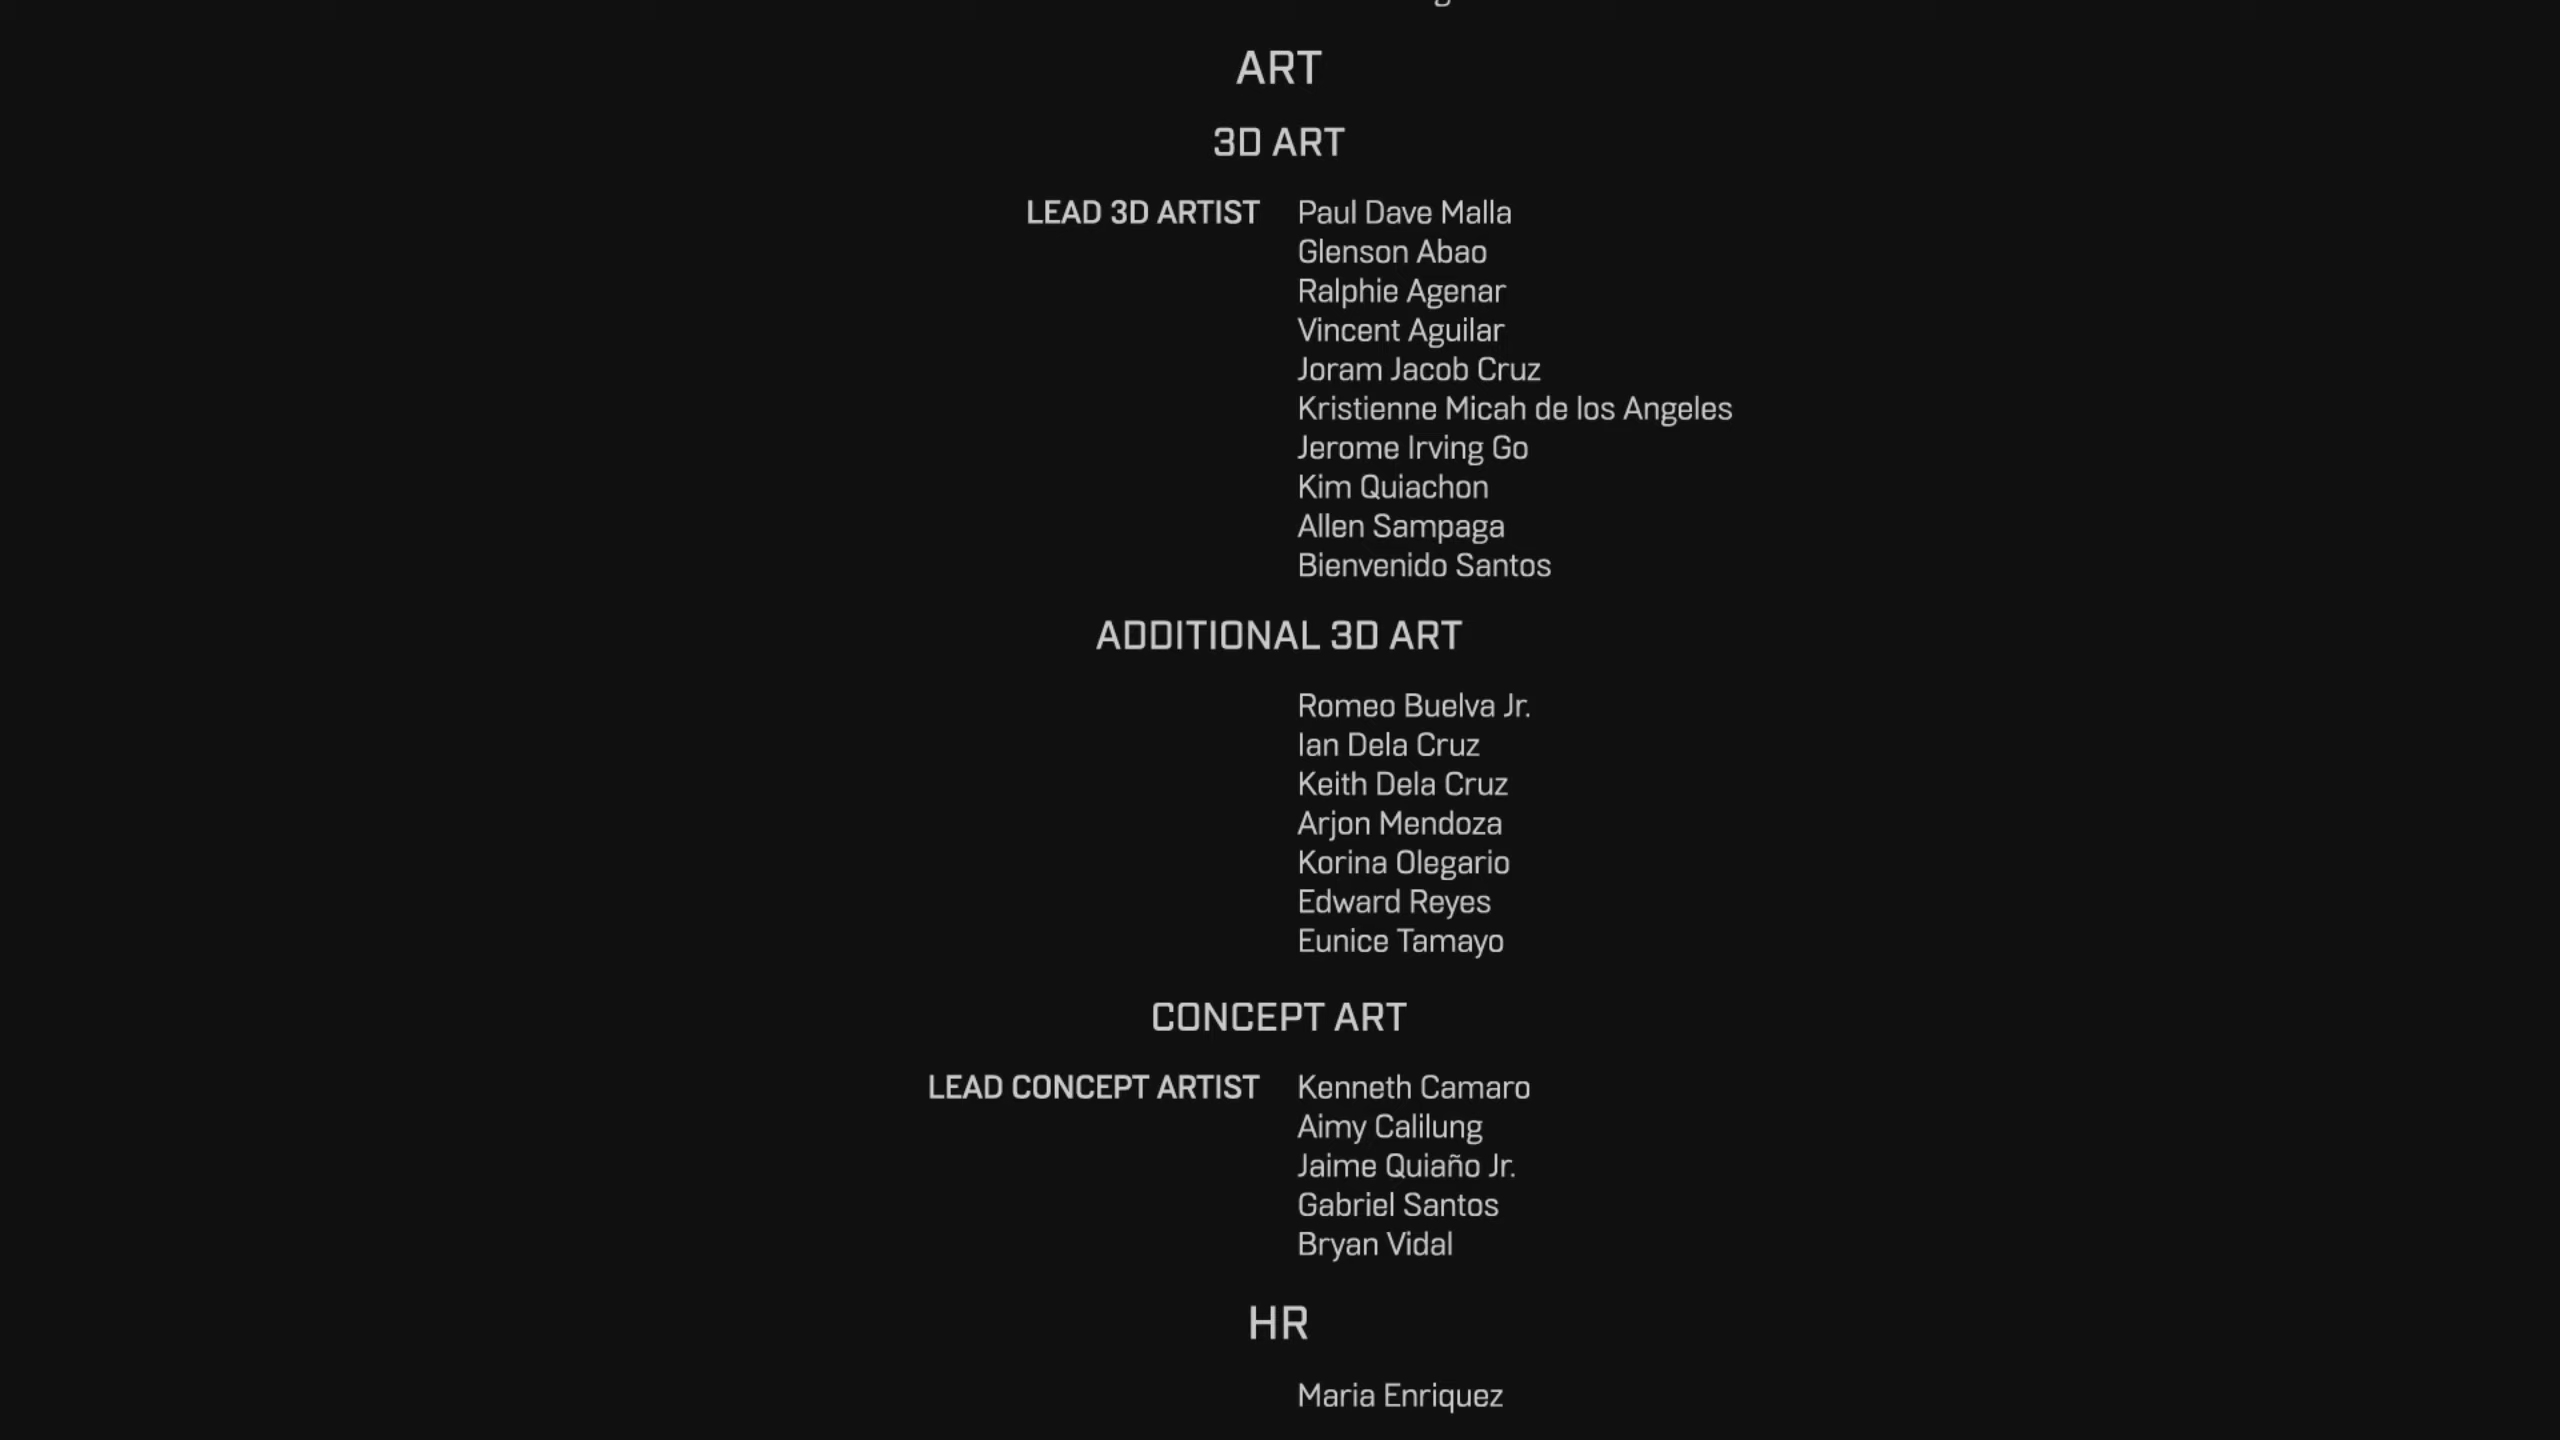 ART
3D ART
LEAD 3D ARTIST Paul Dave Malla
Glenson Abao
Ralphie Agenar
Vincent Aguilar
Joram Jacob Cruz
Kristienne Micah de los Angeles
Jerome Irving Go
Kim Quiachon
Allen Sampaga
Bienvenido Santos
ADDITIONAL 3D ART
Romeo Buelva Jr.
Ian Dela Cruz
Keith Dela Cruz
Arjon Mendoza
Korina Olegario
Edward Reyes
Eunice Tamayo
CONCEPT ART
LEAD CONCEPT ARTIST Kenneth Camaro
Aimy Calilung
Jaime Quiaño Jr.
Gabriel Santos
Bryan Vidal
HR
Maria Enriquez